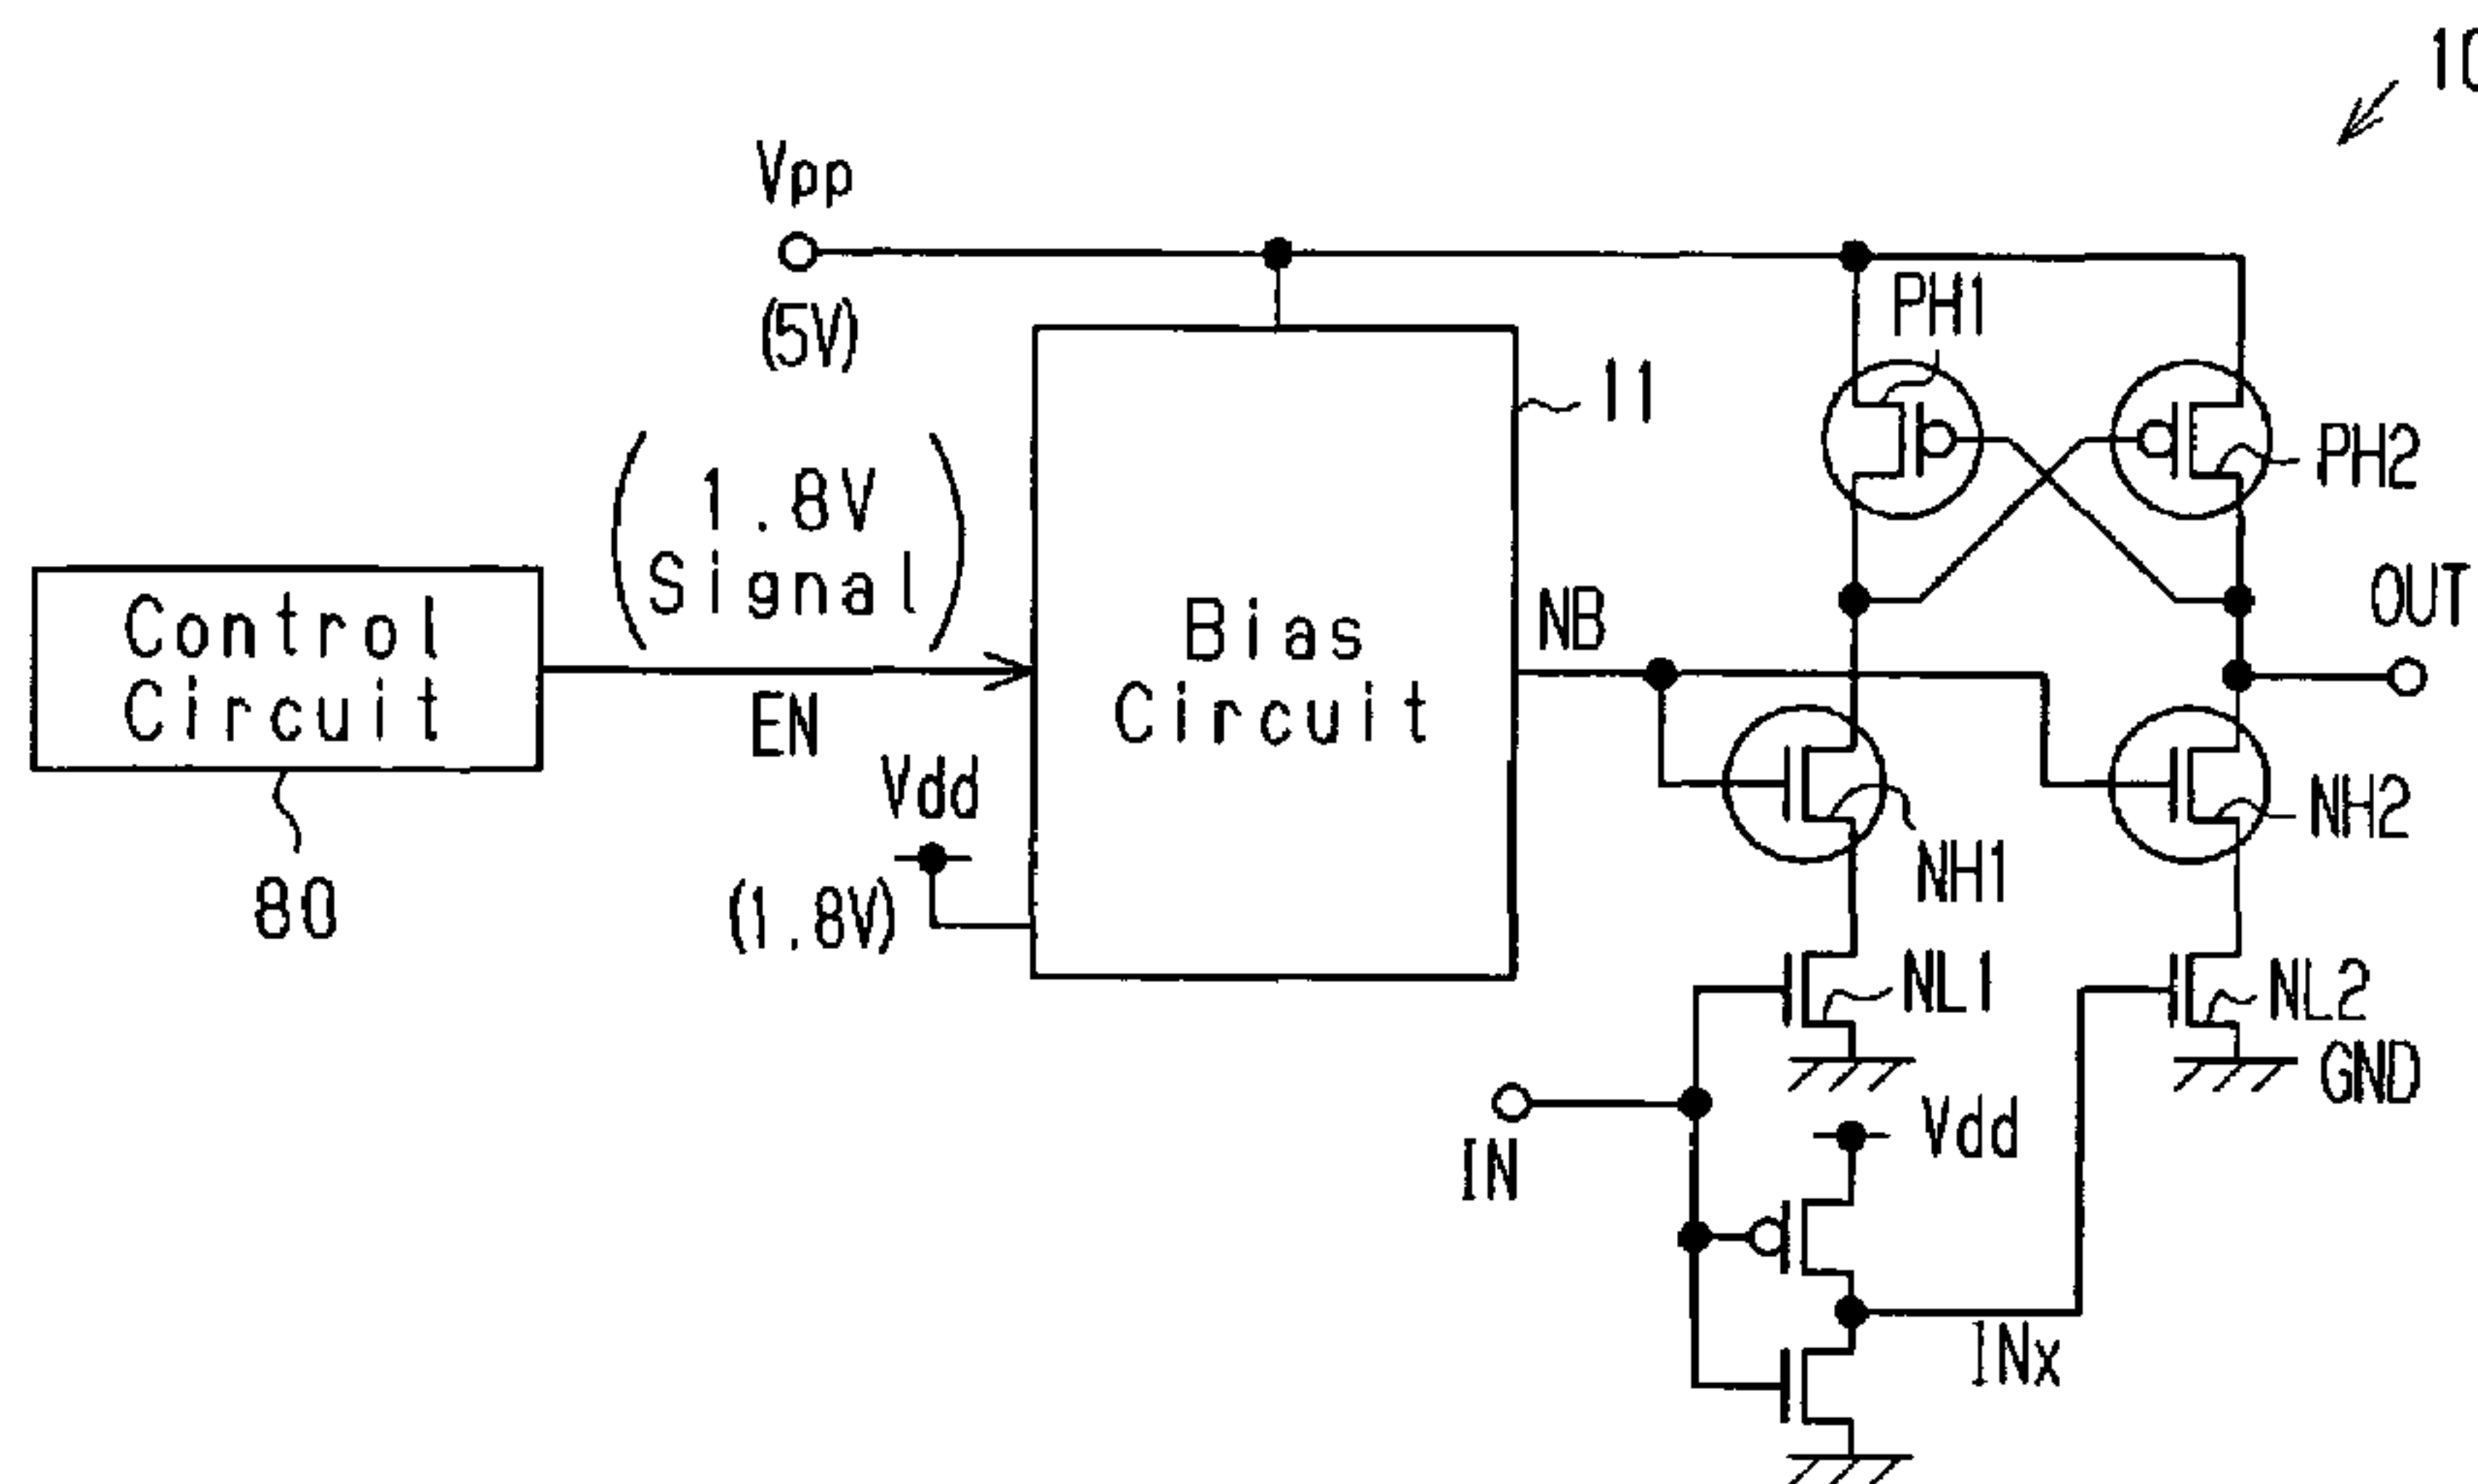 10
Vpp
(5V)
PH1
11
PH2
(1.8V
Signal)
OUT
NB
Control
Circuit
Bias
Circuit
EN
Vdd
(1.8V)
80
NH1
NH2
NL1
NL2
GND
IN
Vdd
INx